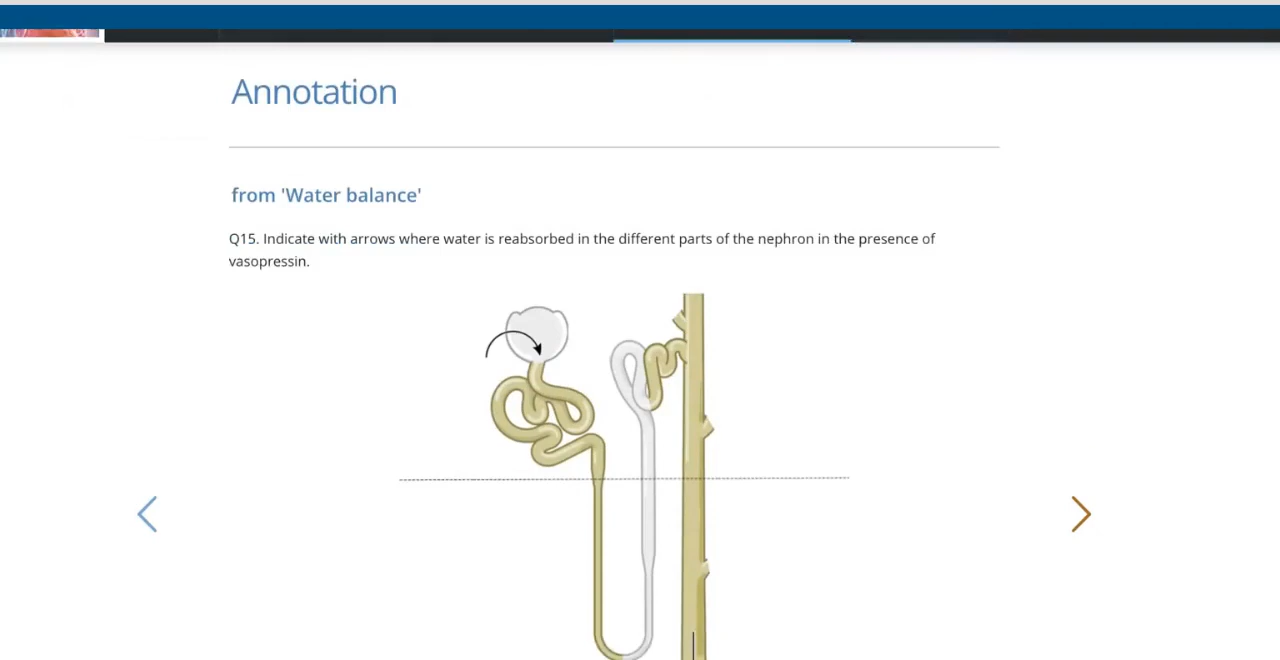 Annotation
from 'Water balance'
Q15. Indicate with arrows where water is reabsorbed in the different parts of the nephron in the presence of
vasopressin.